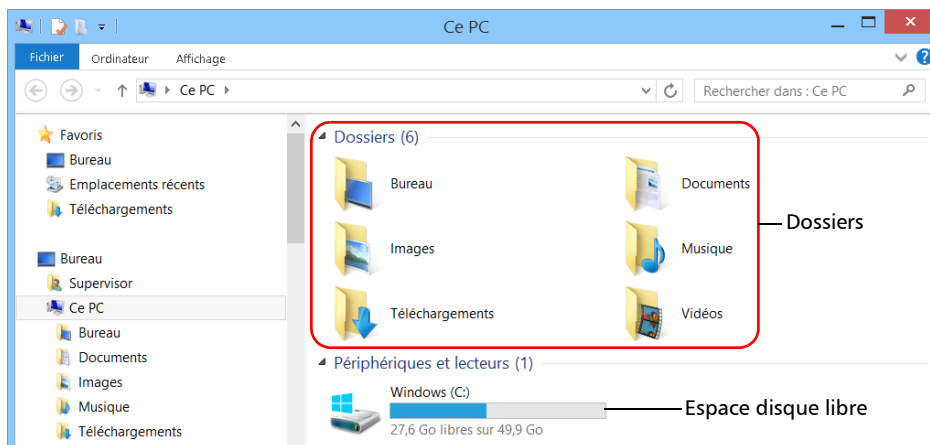 Ce PC
Fichier
Ordinateur
Affichage
Ce PC
Rechercher dans : Ce PC
Favoris
Bureau
Emplacements récents
Téléchargements
Bureau
Supervisor
Ce PC
Bureau
Documents
Images
Musique
Téléchargements
Dossiers (6)
Bureau
Documents
Images
Musique
Téléchargements
Vidéos
Dossiers
Périphériques et lecteurs (1)
Windows (C:)
27,6 Go libres sur 49,9 Go
Espace disque libre